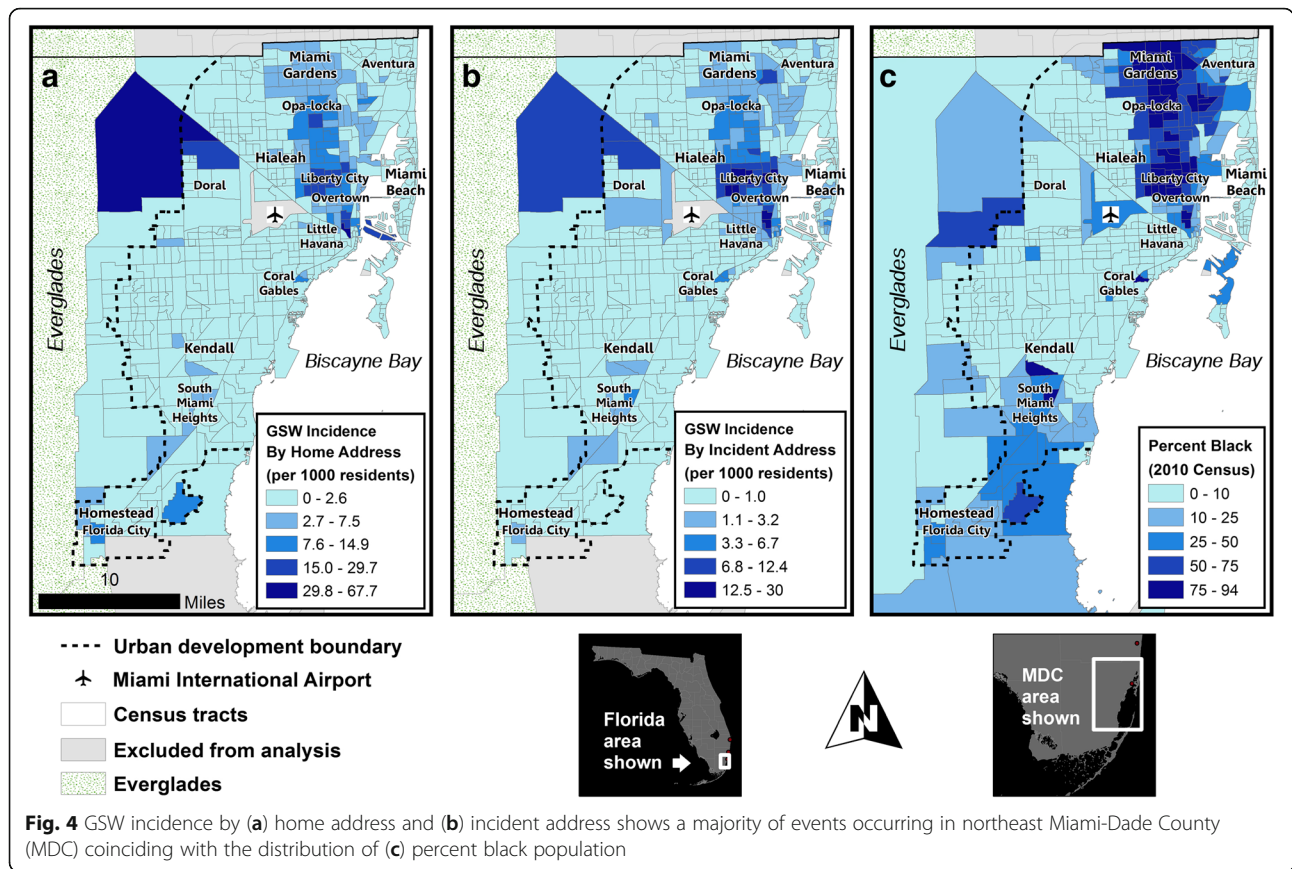 a
Miami
Gardens
Aventura
Opa-locka
Hialeah
Liberty City
Miami
Beach
Doral
Overtown
Little
Havana
Coral
Gables
Everglades
Kendall
Biscayne Bay
South
Miami
Heights
Homestead
Florida City
10
Miles
GSW Incidence
By Home Address
(per 1000 residents)
0 - 2.6
2.7 - 7.5
7.6 - 14.9
15.0 - 29.7
29.8 - 67.7
b
Miami
Gardens
Aventura
Opa-locka
Hialeah
Liberty City
Miami
Beach
Doral
Overtown
Little
Havana
Coral
Gables
Everglades
Kendall
Biscayne Bay
South
Miami
Heights
Homestead
Florida City
GSW Incidence
By Incident Address
(per 1000 residents)
0 - 1.0
1.1 - 3.2
3.3 - 6.7
6.8 - 12.4
12.5 - 30
c
Miami
Gardens
Aventura
Opa-locka
Hialeah
Liberty City
Miami
Beach
Doral
Overtown
Little
Havana
Coral
Gables
Everglades
Kendall
Biscayne Bay
South
Miami
Heights
Homestead
Florida City
Percent Black
(2010 Census)
0 - 10
10 - 25
25 - 50
50 - 75
75 - 94
Urban development boundary
Miami International Airport
Census tracts
Excluded from analysis
Everglades
Florida
area
shown
N
MDC
area
shown
Fig. 4 GSW incidence by (a) home address and (b) incident address shows a majority of events occurring in northeast Miami-Dade County
(MDC) coinciding with the distribution of (c) percent black population